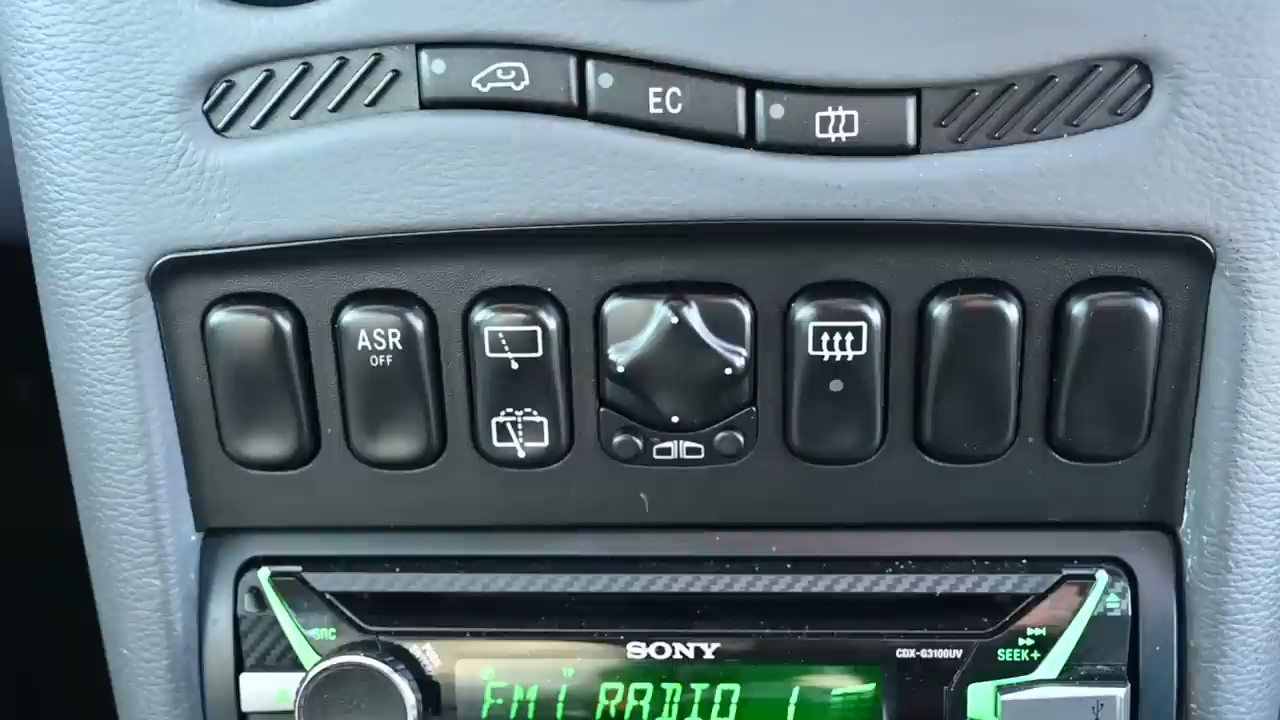 EC
ASR
OFF
SONY
CDX-G3100UV
SRC
SEEK+
FM1 RADIO 1